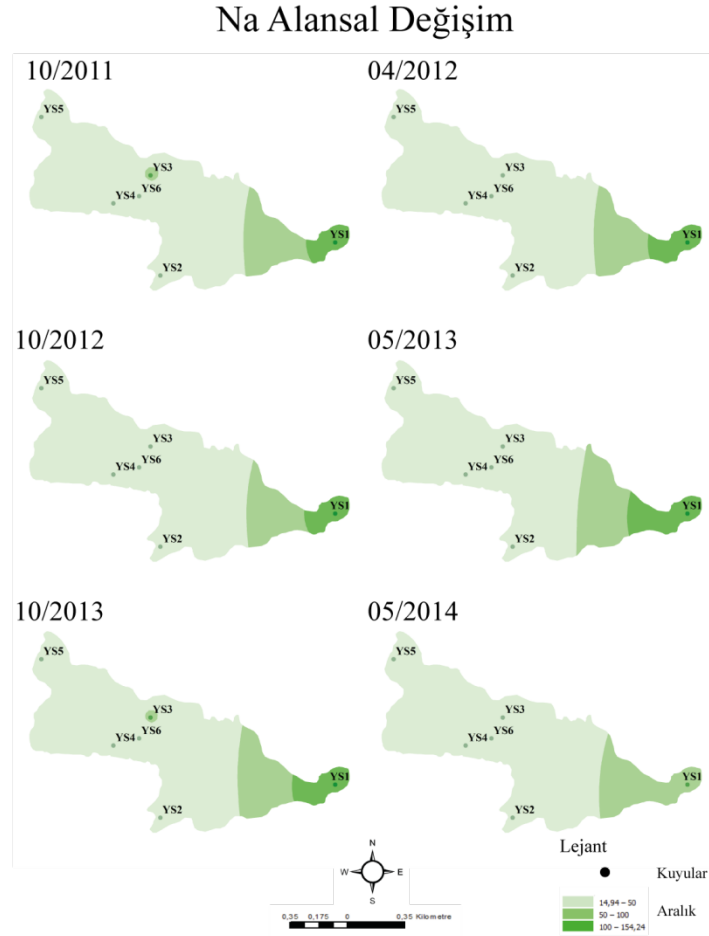 Na Alansal Değişim
10/2011
04/2012
YS5
YS3
YS4
YS6
YS1
YS2
YS5
YS3
YS4
YS6
YS1
YS2
10/2012
05/2013
YS5
YS3
YS4
YS6
YS1
YS2
YS5
YS3
YS4
YS6
YS1
YS2
10/2013
05/2014
YS5
YS3
YS4
YS6
YS1
YS2
YS5
YS3
YS4
YS6
YS1
YS2
N
W
E
S
0,35 0,175 0 0,35 Kilometre
Lejant
Kuyular
14,94 – 50
50 – 100
100 – 154,24
Aralık